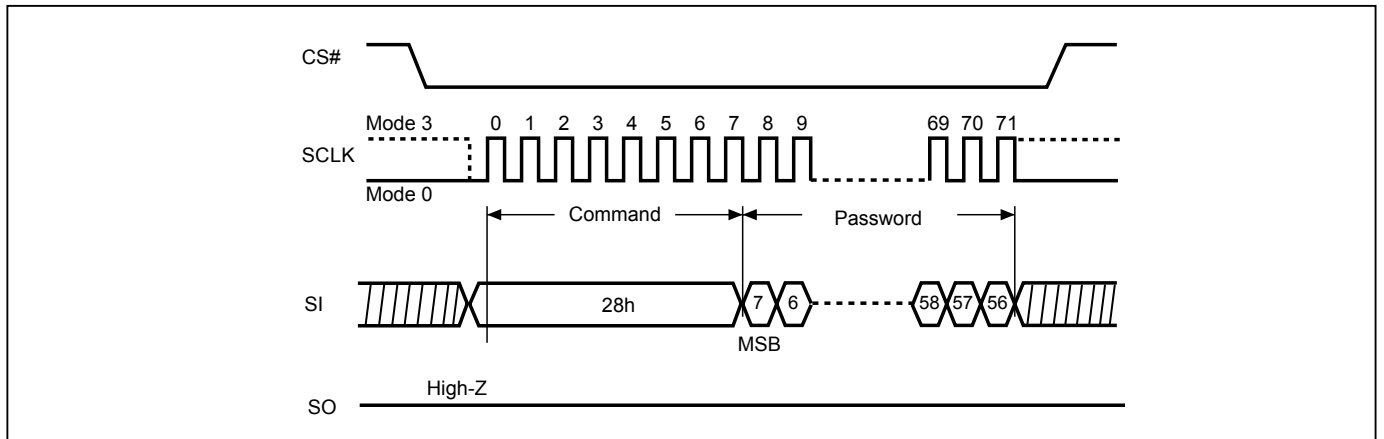 CS#
Mode 3 0 1 2 3 4 5 6 7 8 9 69 70 71
SCLK
Mode 0
Command Password
SI 28h 7 6 58 57 56
MSB
High-Z
SO